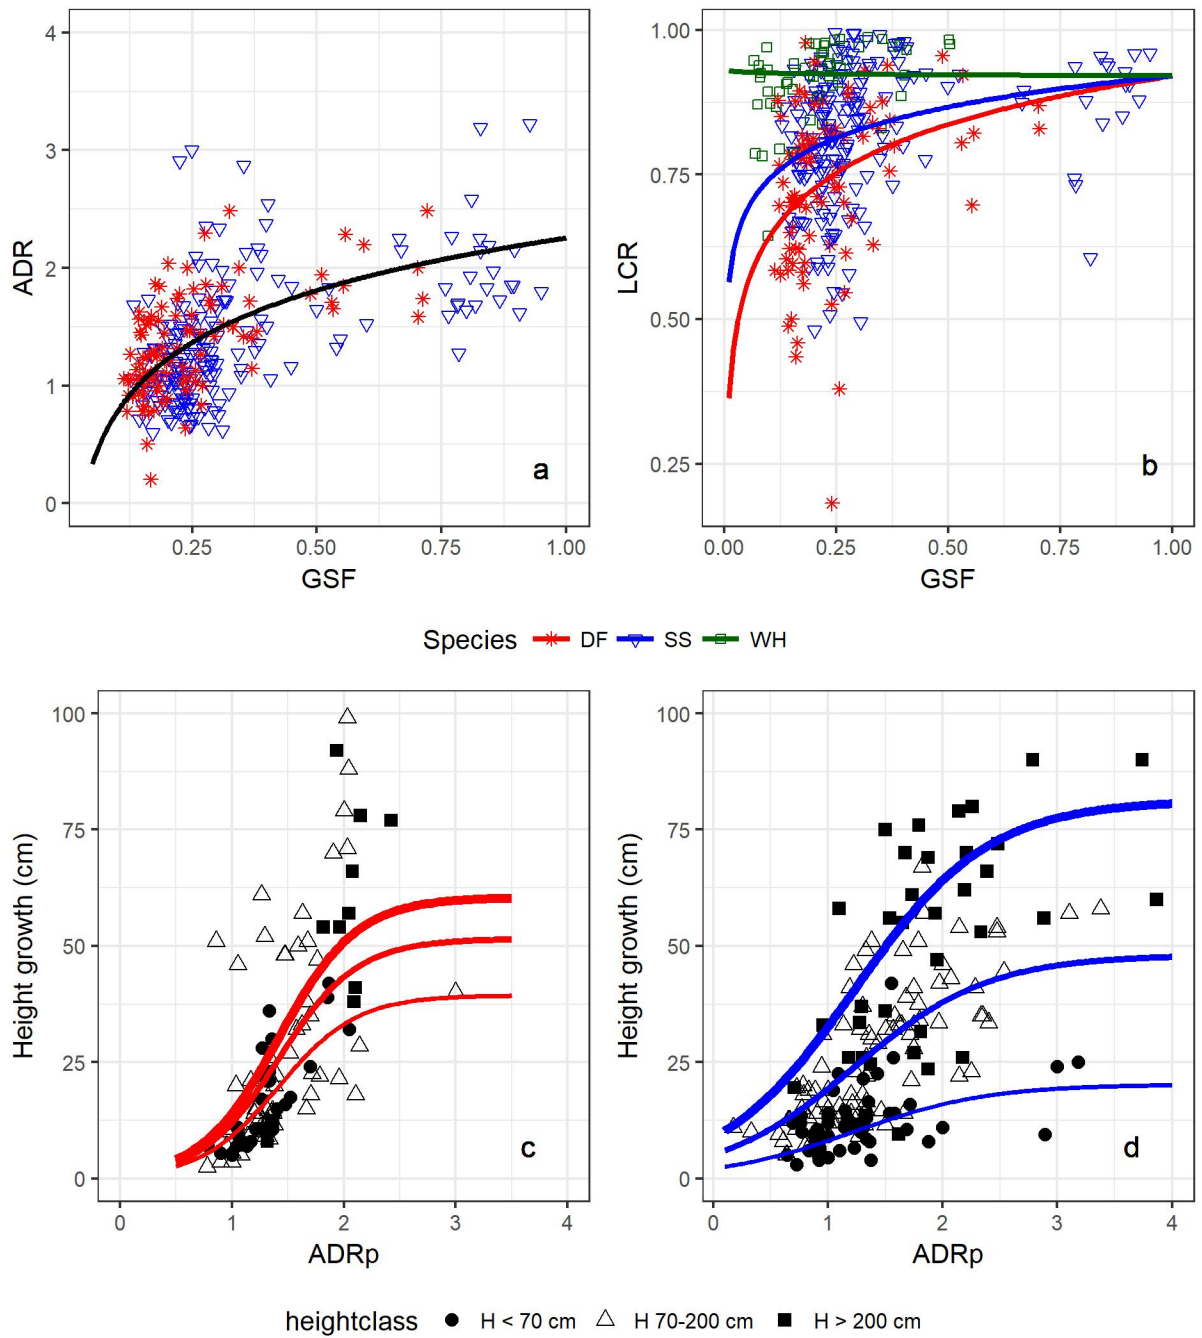 4
3
2
1
0
ADR
0.25 0.50 0.75 1.00
GSF
a
1.00
0.75
0.50
0.25
LCR
0.00 0.25 0.50 0.75 1.00
GSF
b
Species DF SS WH
100
75
50
25
0
Height growth (cm)
0 1 2 3 4
ADRp
c
100
75
50
25
0
Height growth (cm)
0 1 2 3 4
ADRp
d
heightclass H < 70 cm H 70-200 cm H > 200 cm